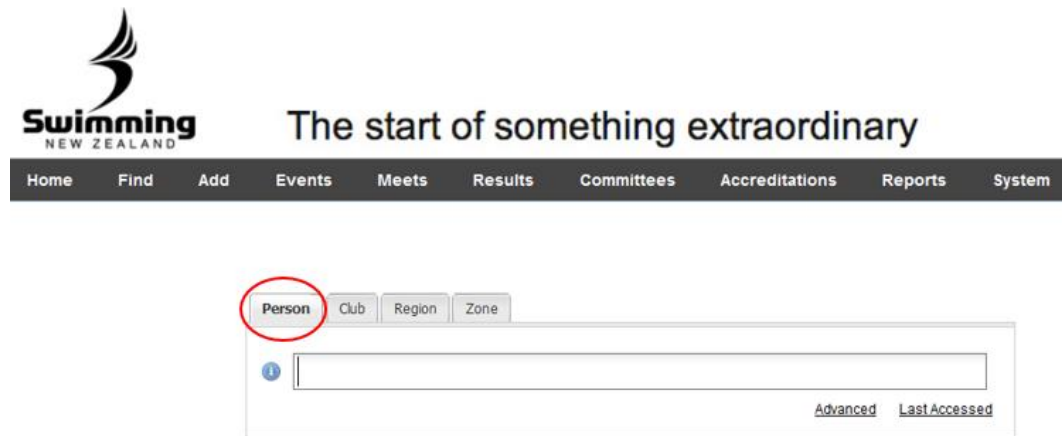 Swimming
NEW ZEALAND
The start of something extraordinary
Home Find Add Events Meets Results Committees Accreditations Reports System
Person Club Region Zone
i
Advanced Last Accessed